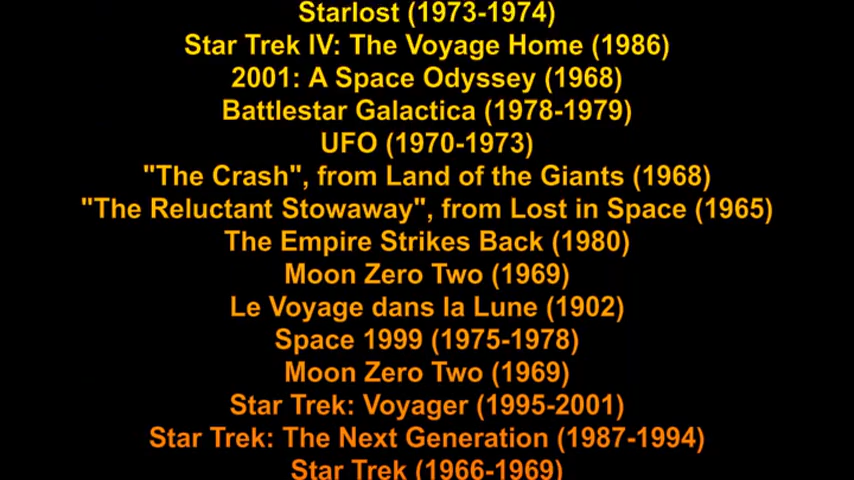 Starlost (1973-1974)
Star Trek IV: The Voyage Home (1986)
2001: A Space Odyssey (1968)
Battlestar Galactica (1978-1979)
UFO (1970-1973)
"The Crash", from Land of the Giants (1968)
"The Reluctant Stowaway", from Lost in Space (1965)
The Empire Strikes Back (1980)
Moon Zero Two (1969)
Le Voyage dans la Lune (1902)
Space 1999 (1975-1978)
Moon Zero Two (1969)
Star Trek: Voyager (1995-2001)
Star Trek: The Next Generation (1987-1994)
Star Trek (1966-1969)